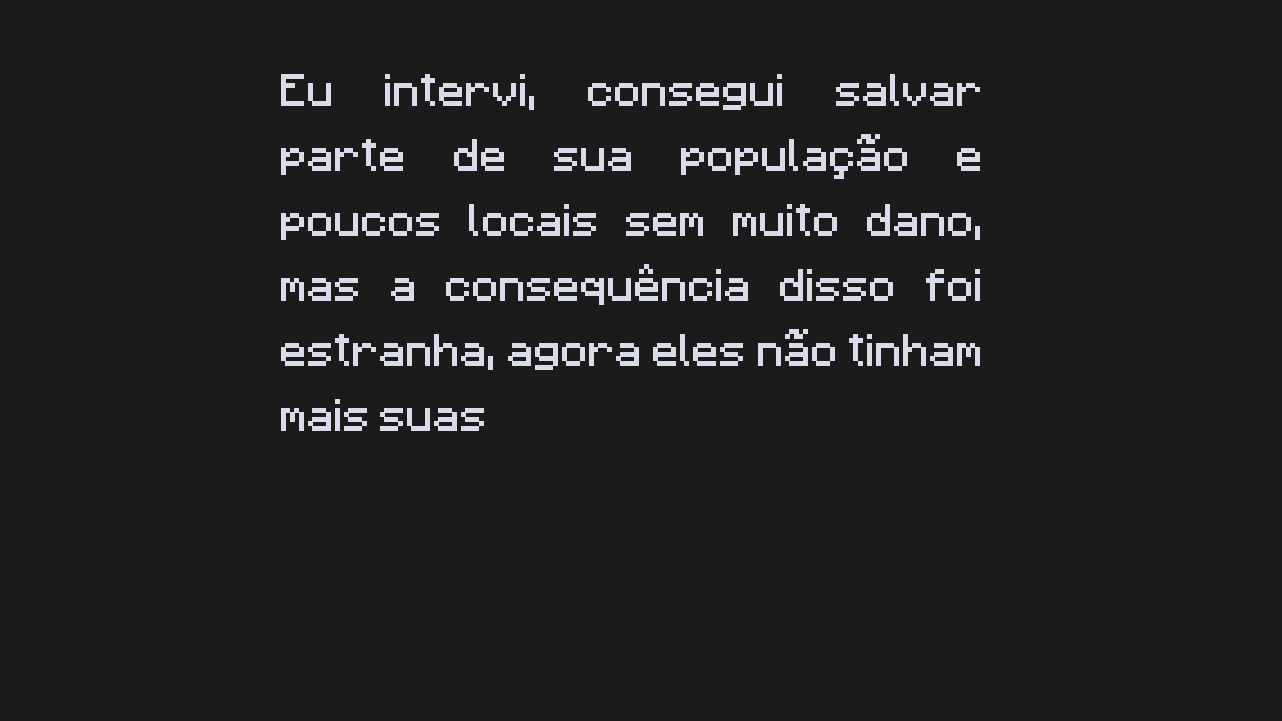 Eu intervi, consegui salvar
parte de sua população e
poucos locais sem muito dano,
mas a consequência disso foi
estranha, agora eles não tinham
mais suas